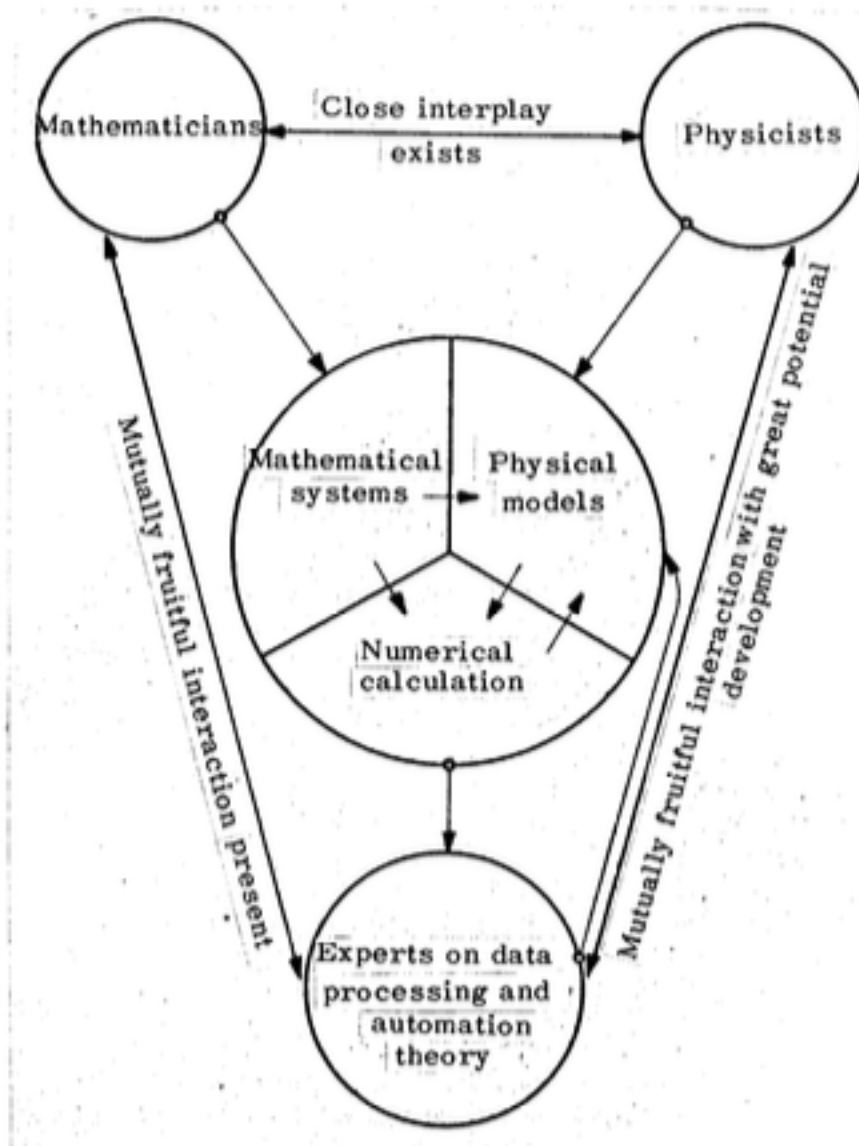 Mathematicians
Close interplay
exists
Physicists
Mathematical
systems
Physical
models
Numerical
calculation
Mutually fruitful interaction present
Mutually fruitful interaction with great potential
development
Experts on data
processing and
automation
theory